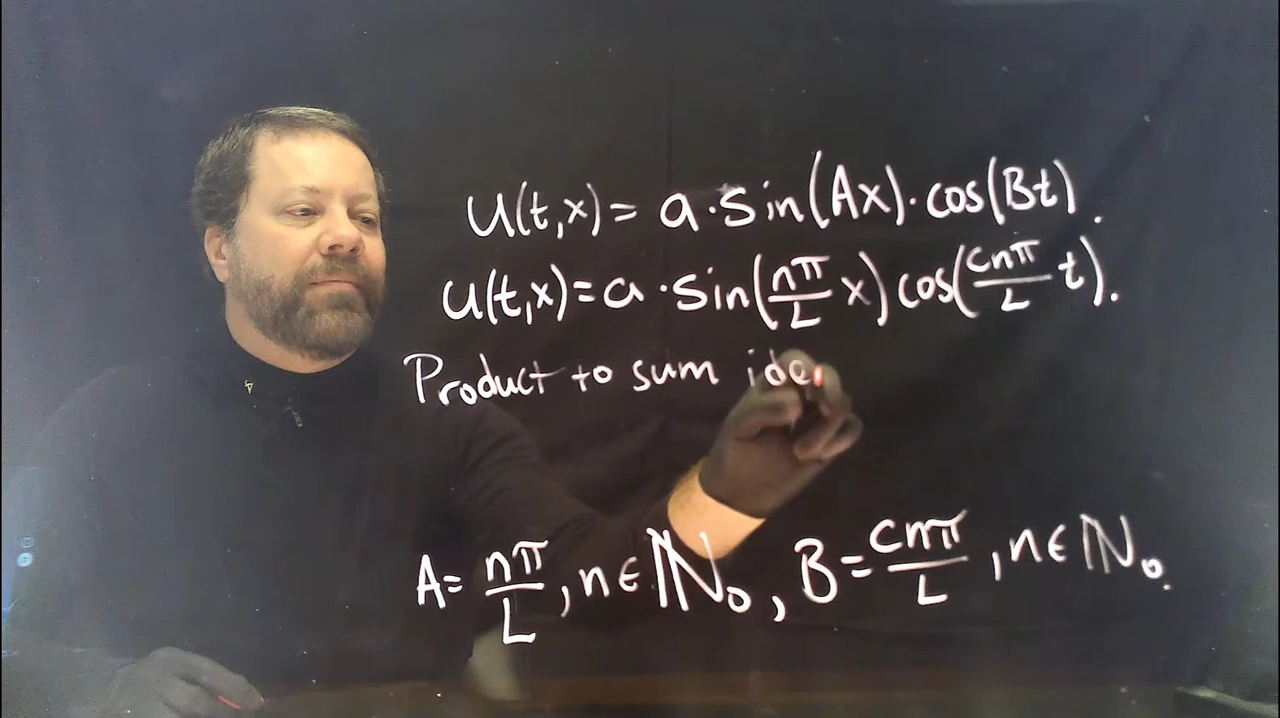 u(t,x) = a·sin(Ax)·cos(Bt).
u(t,x) = a·sin(nπ/L x) cos(cnπ/L t).
Product to sum ide
A = nπ/L, n ∈ ℕ₀, B = cnπ/L, n ∈ ℕ₀.